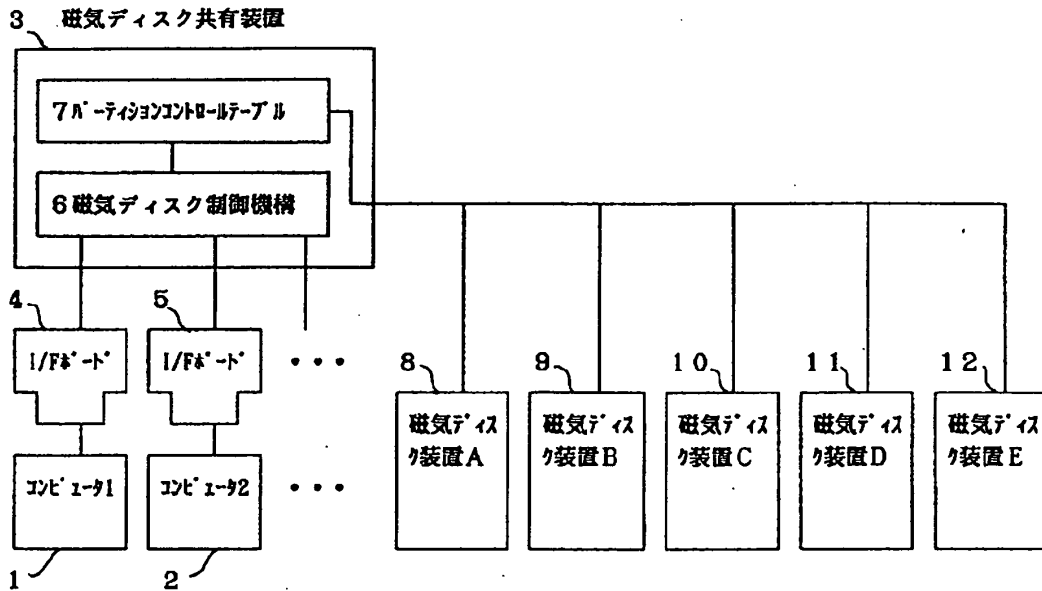 3 磁気ディスク共有装置
7パーティションコントロールテーブル
6磁気ディスク制御機構
4
5
I/Fボード
I/Fボード
・・・
8
9
10
11
12
磁気ディス
ク装置A
磁気ディス
ク装置B
磁気ディス
ク装置C
磁気ディス
ク装置D
磁気ディス
ク装置E
コンピュータ1
コンピュータ2
・・・
1
2